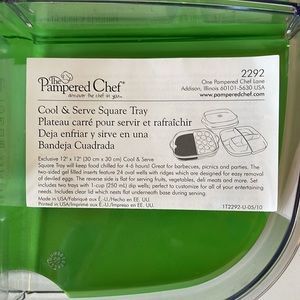 The
Pampered Chef®
discover the chef in you™
2292
One Pampered Chef Lane
Addison, Illinois 60101-5630 USA
www.pamperedchef.com
Cool & Serve Square Tray
Plateau carré pour servir et rafraîchir
Deja enfriar y sirve en una
Bandeja Cuadrada
Exclusive 12" x 12" (30 cm x 30 cm) Cool & Serve
Square Tray will keep food chilled for 4-6 hours! Great for barbecues, picnics and parties. The
two-sided gel filled inserts feature 24 oval wells with ridges which are designed for easy removal
of deviled eggs. The reverse side is flat for serving fruits, vegetables, deli meats and more. Set
includes two trays with 1-cup (250 mL) dip wells; perfect to customize for all of your entertaining
needs. Includes clear lid which nests flat underneath base during serving.
Made in USA/Fabriqué aux É.-U./Hecho en EE. UU.
Printed in USA/Imprimé aux É.-U./Impreso en EE. UU.
1T2292-U-05/10